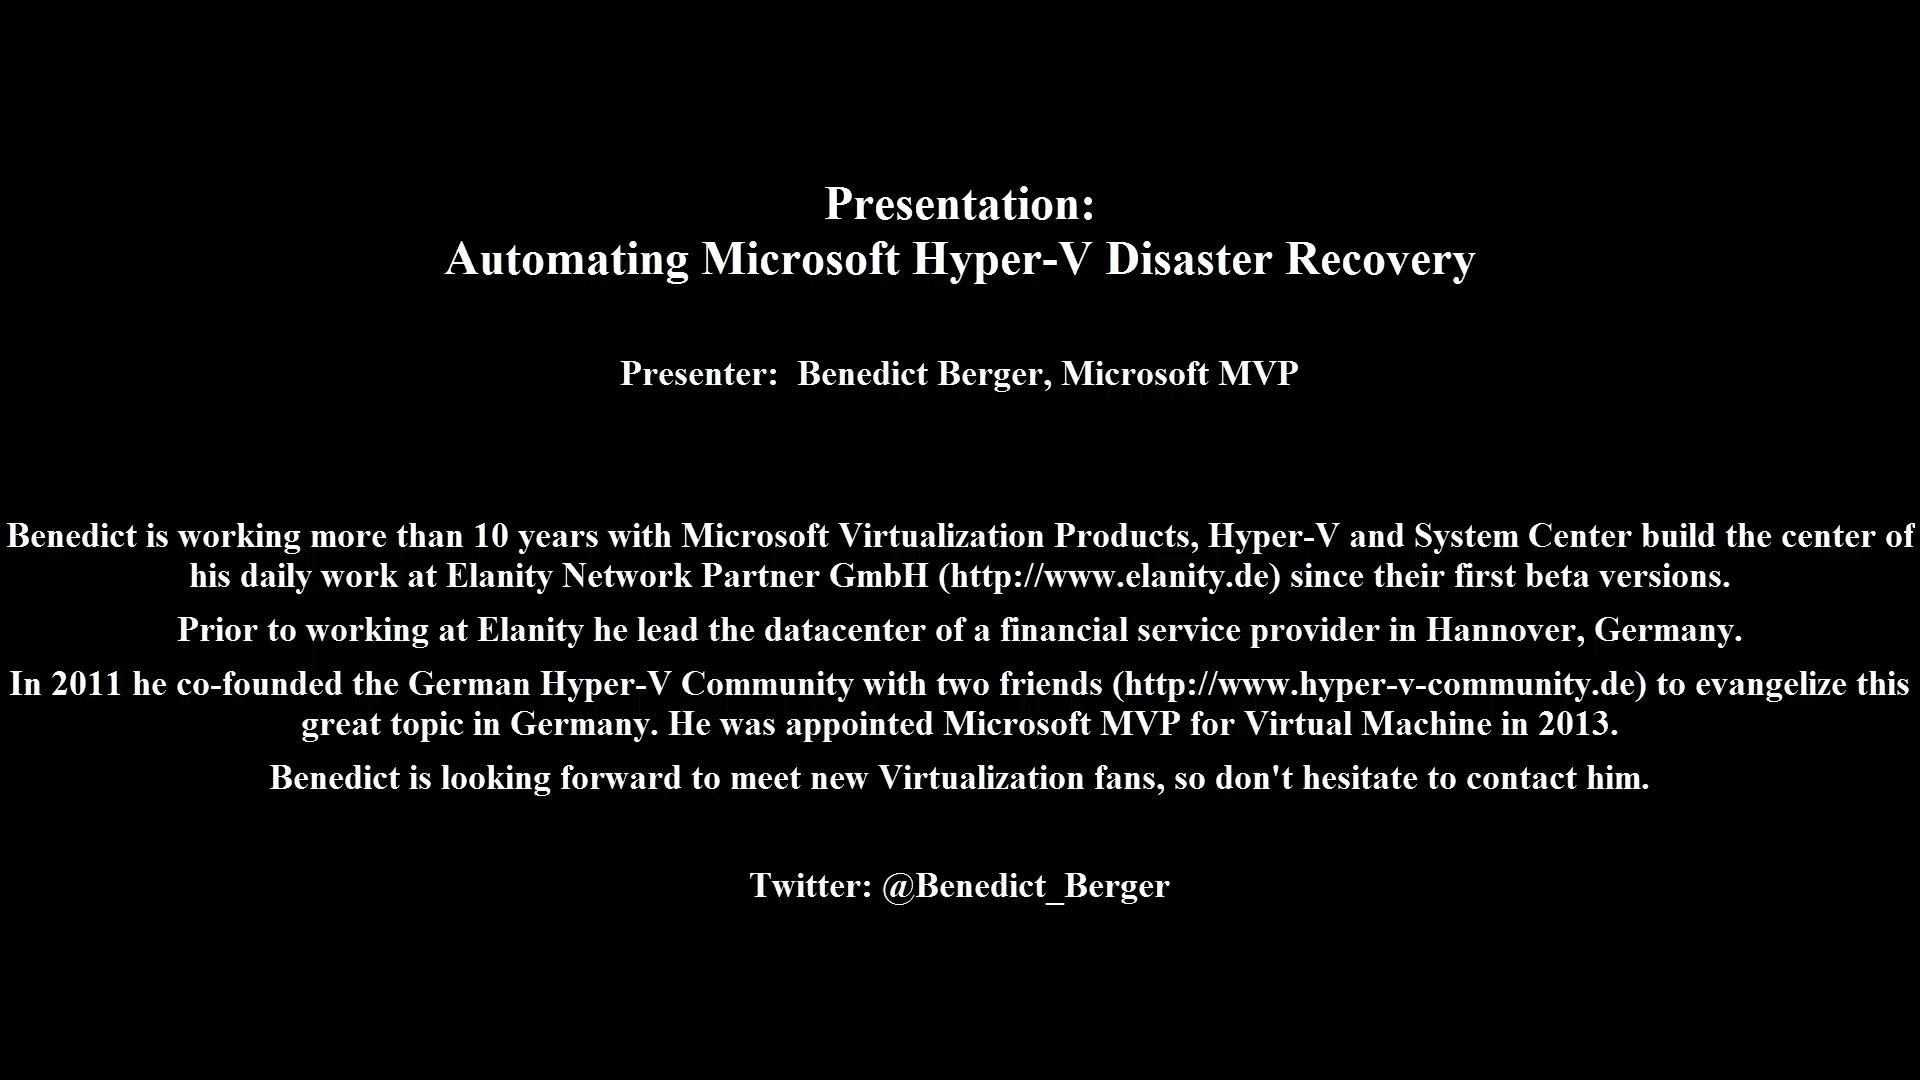 Presentation:
Automating Microsoft Hyper-V Disaster Recovery
Presenter:  Benedict Berger, Microsoft MVP
Benedict is working more than 10 years with Microsoft Virtualization Products, Hyper-V and System Center build the center of
his daily work at Elanity Network Partner GmbH (http://www.elanity.de) since their first beta versions.
Prior to working at Elanity he lead the datacenter of a financial service provider in Hannover, Germany.
In 2011 he co-founded the German Hyper-V Community with two friends (http://www.hyper-v-community.de) to evangelize this
great topic in Germany. He was appointed Microsoft MVP for Virtual Machine in 2013.
Benedict is looking forward to meet new Virtualization fans, so don't hesitate to contact him.
Twitter: @Benedict_Berger